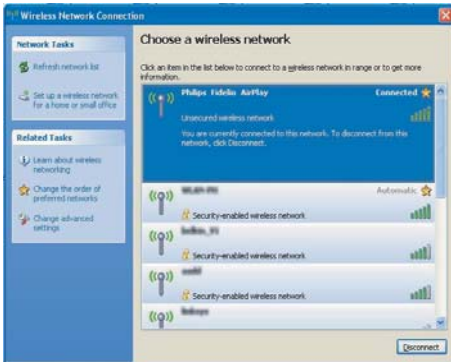 Wireless Network Connection
Network Tasks
Refresh network list
Set up a wireless network
for a home or small office
Related Tasks
Learn about wireless
networking
Change the order of
preferred networks
Change advanced
settings
Choose a wireless network
Click an item in the list below to connect to a wireless network in range or to get more
information.
Philips Fidelio AirPlay
Connected
Unsecured wireless network
You are currently connected to this network. To disconnect from this
network, click Disconnect.
Automatic
Security-enabled wireless network
Security-enabled wireless network
Security-enabled wireless network
Disconnect